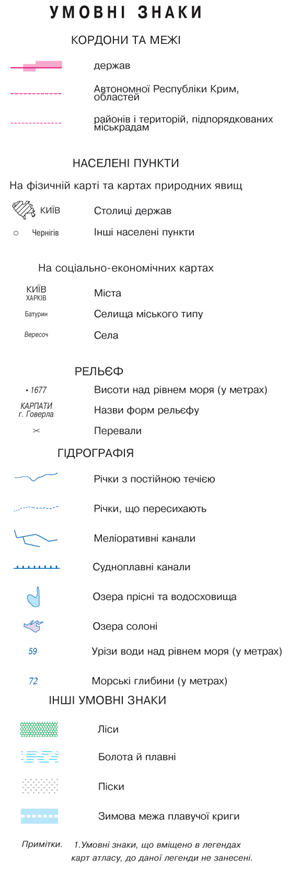 УМОВНІ ЗНАКИ
КОРДОНИ ТА МЕЖІ
держав
Автономної Республіки Крим,
областей
районів і територій, підпорядкованих
міськрадам
НАСЕЛЕНІ ПУНКТИ
На фізичній карті та картах природних явищ
КИЇВ Столиці держав
Чернігів Інші населені пункти
На соціально-економічних картах
КИЇВ
ХАРКІВ Міста
Батурин Селища міського типу
Вересоч Села
РЕЛЬЄФ
• 1677 Висоти над рівнем моря (у метрах)
КАРПАТИ
г. Говерла Назви форм рельєфу
Перевали
ГІДРОГРАФІЯ
Річки з постійною течією
Річки, що пересихають
Меліоративні канали
Судноплавні канали
Озера прісні та водосховища
Озера солоні
59 Урізи води над рівнем моря (у метрах)
72 Морські глибини (у метрах)
ІНШІ УМОВНІ ЗНАКИ
Ліси
Болота й плавні
Піски
Зимова межа плавучої криги
Примітки. 1.Умовні знаки, що вміщено в легендах
карт атласу, до даної легенди не занесені.